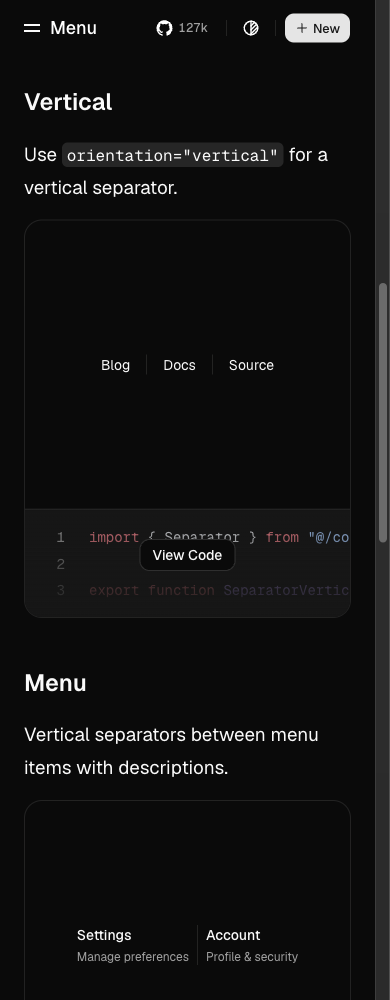 Menu 127k New
Vertical
Use orientation="vertical" for a
vertical separator.
Blog Docs Source
1 import { Separator } from "@/co
View Code
2
3 export function SeparatorVertic
Menu
Vertical separators between menu
items with descriptions.
Settings Account
Manage preferences Profile & security